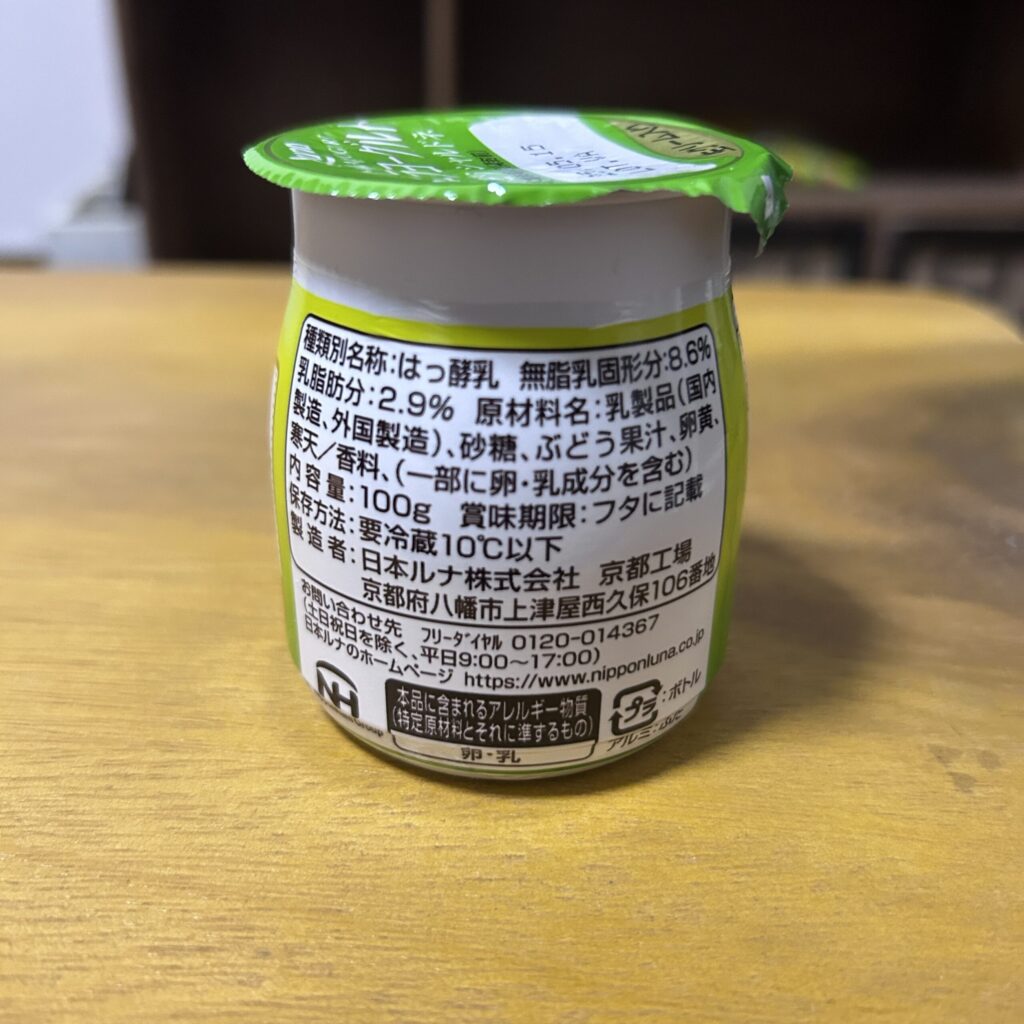 種類別名称:はっ酵乳 無脂乳固形分:8.6%
乳脂肪分:2.9% 原材料名:乳製品(国内
製造、外国製造)、砂糖、ぶどう果汁、卵黄、
寒天/香料、(一部に卵・乳成分を含む)
内容量:100g 賞味期限:フタに記載
保存方法:要冷蔵10℃以下
製造者:日本ルナ株式会社 京都工場
京都府八幡市上津屋西久保106番地
お問い合わせ先 フリーダイヤル 0120-014367
(土日祝日を除く、平日9:00〜17:00)
日本ルナのホームページ https://www.nipponluna.co.jp
NH
Group
本品に含まれるアレルギー物質
(特定原材料とそれに準ずるもの)
卵・乳
プラ
:ボトル
アルミ:ふた